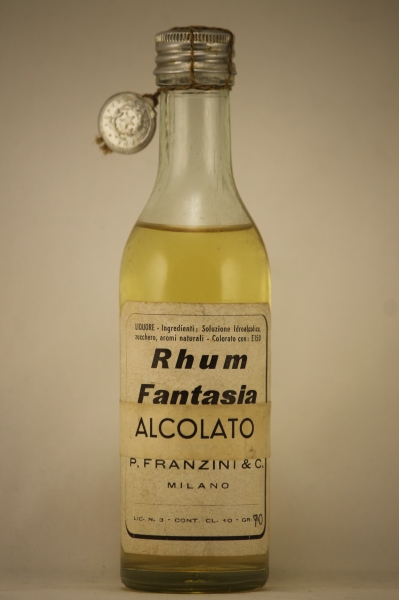 LIQUORE - Ingredienti: Soluzione Idroalcolica,
zucchero, aromi naturali - Colorato con: E150
Rhum
Fantasia
ALCOLATO
P. FRANZINI & C.
MILANO
LIC. N. 3 - CONT. CL. 40 - GR. 70